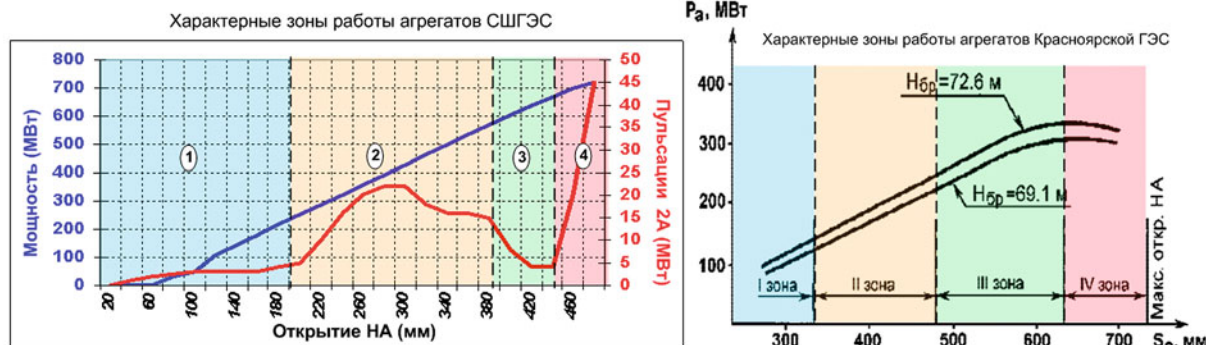 Характерные зоны работы агрегатов СШГЭС
Мощность (МВт)
800
700
600
500
400
300
200
100
0
1
2
3
4
50
45
40
35
30
25
20
15
10
5
0
Пульсации 2А (МВт)
20 60 100 140 180 220 260 300 340 380 420 460
Открытие НА (мм)
Pа, МВт
Характерные зоны работы агрегатов Красноярской ГЭС
400
300
200
100
Hбр=72.6 м
Hбр=69.1 м
I зона
II зона
III зона
IV зона
Макс. откр. НА
300 400 500 600 700 Sо, мм